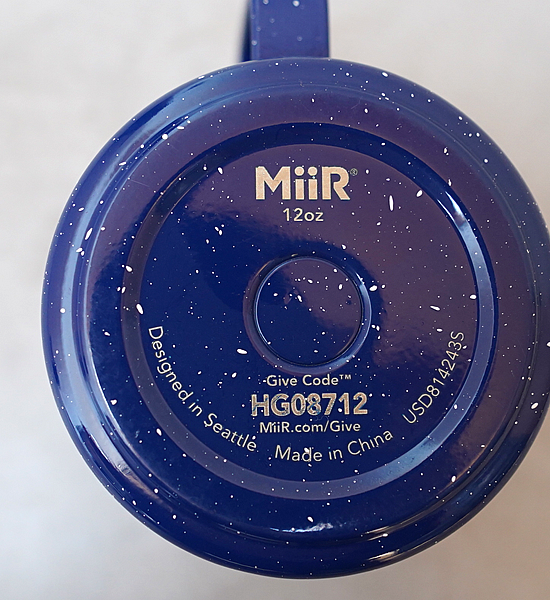 MiiR®
12oz
Give Code™
HG08712
MiiR.com/Give
Designed in Seattle
Made in China
USD814243S